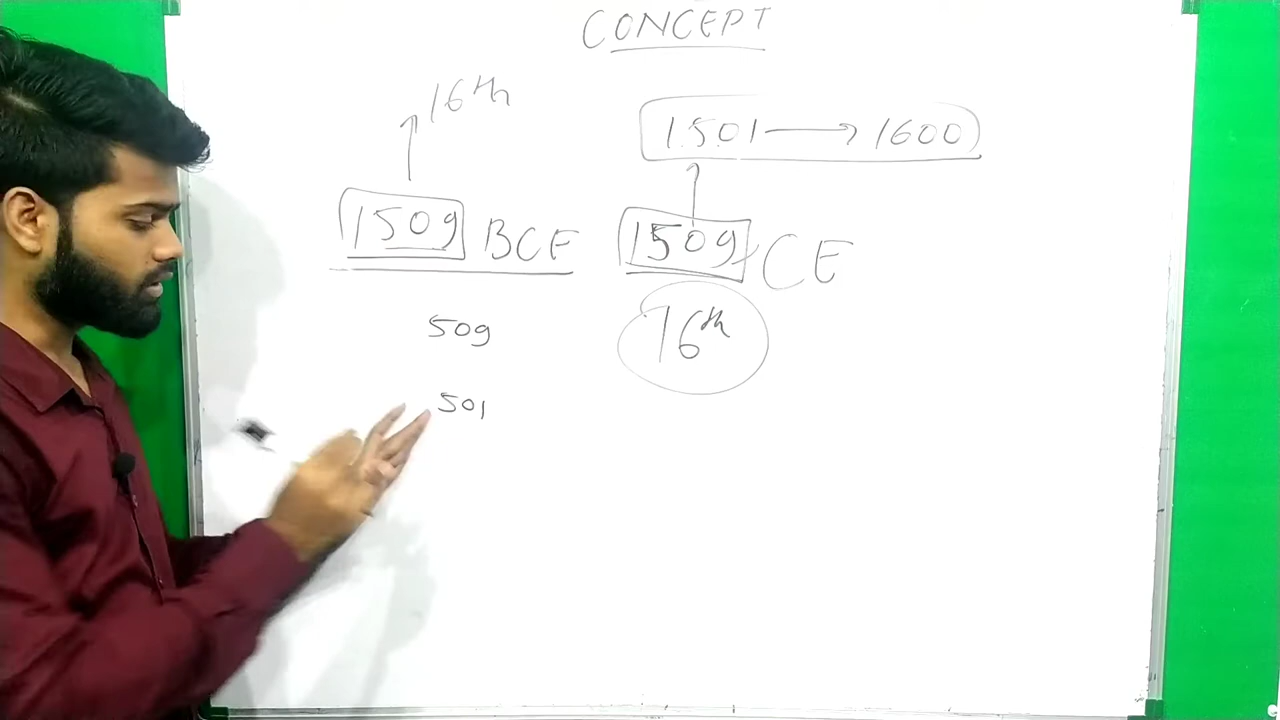 CONCEPT
16th
1501 → 1600
1509 BCE
1509 CE
509
16th
501